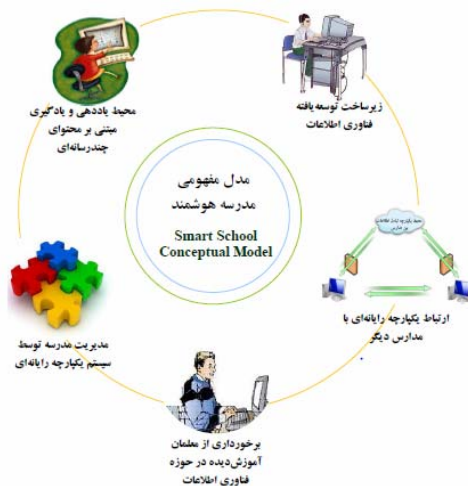 زیرساخت توسعه‌یافته
فناوری اطلاعات
محیط یاددهی و یادگیری
مبتنی بر محتوای
چندرسانه‌ای
مدل مفهومی
مدرسه هوشمند
Smart School
Conceptual Model
ارتباط یکپارچه رایانه‌ای با
مدارس دیگر
مدیریت مدرسه توسط
سیستم یکپارچه رایانه‌ای
برخورداری از معلمان
آموزش‌دیده در حوزه
فناوری اطلاعات